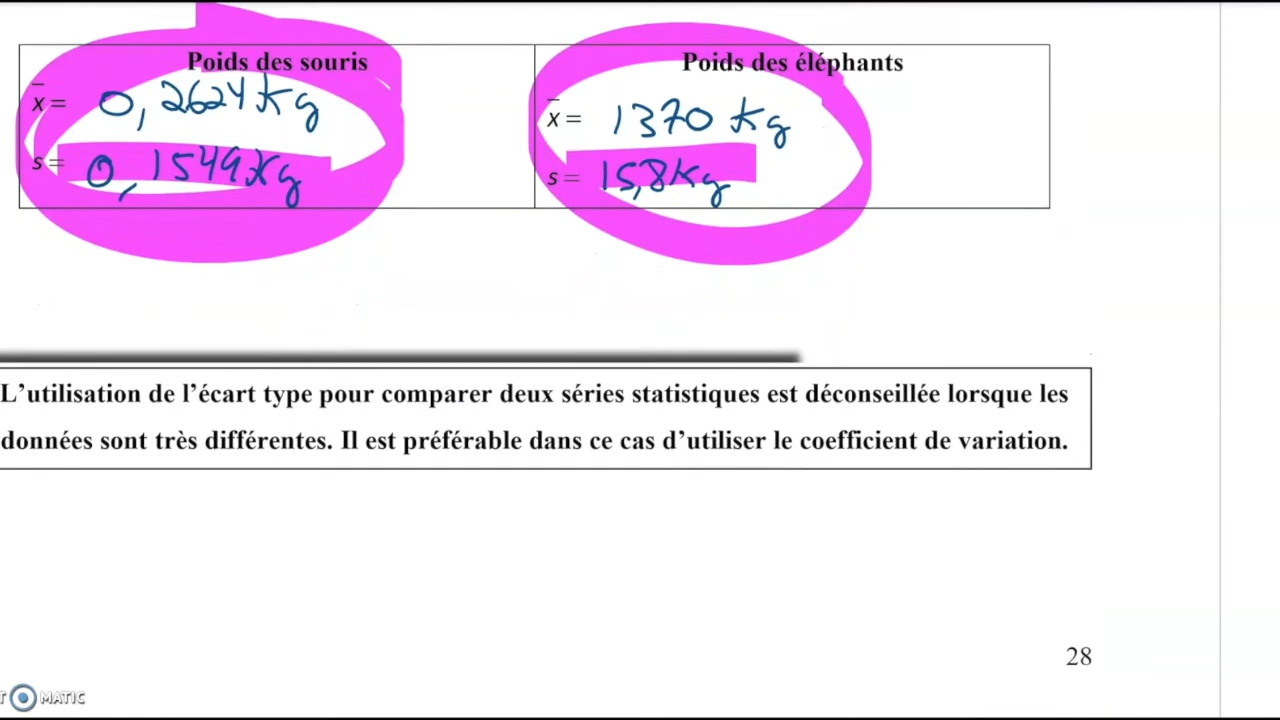 Poids des souris
x = 0,2624 Kg
s = 0,1549 Kg
Poids des éléphants
x = 1370 Kg
s = 15,8 Kg
L’utilisation de l’écart type pour comparer deux séries statistiques est déconseillée lorsque les
données sont très différentes. Il est préférable dans ce cas d’utiliser le coefficient de variation.
28
MATIC